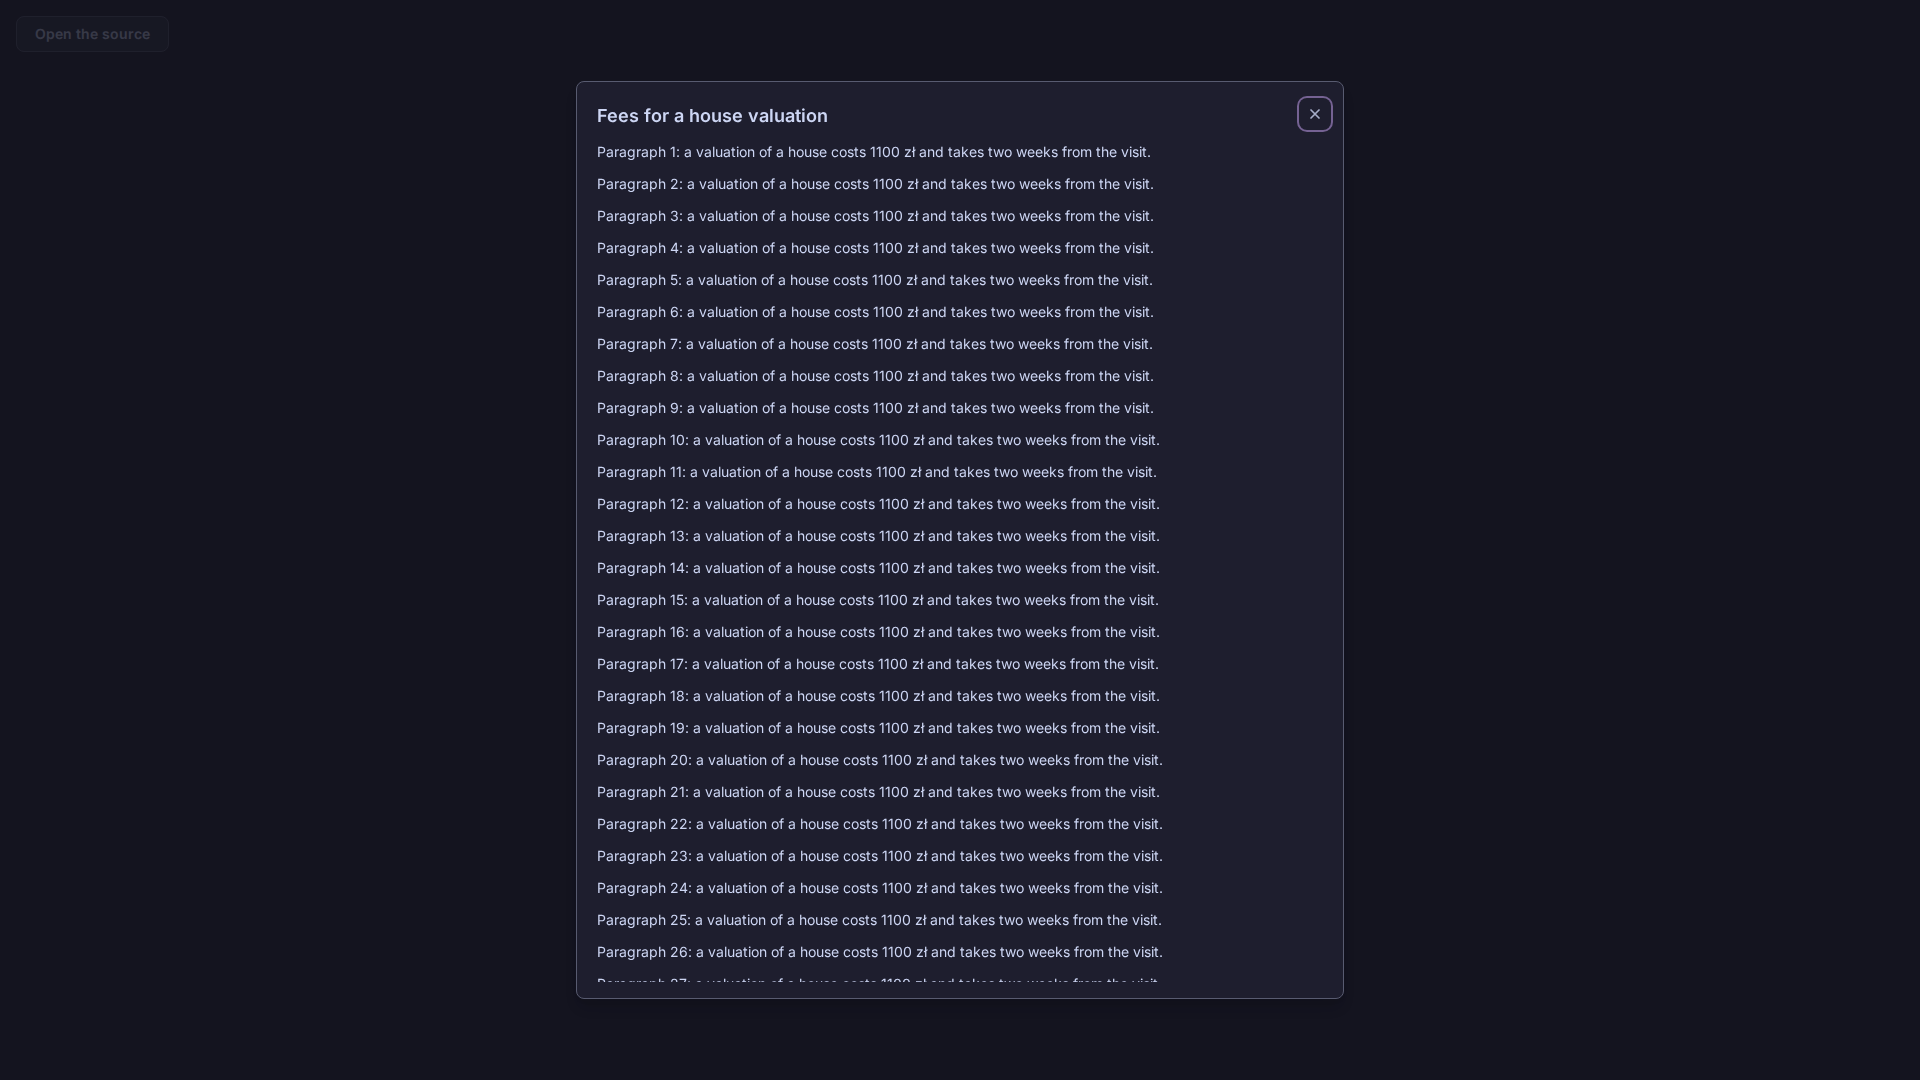 Open the source
Fees for a house valuation
Paragraph 1: a valuation of a house costs 1100 zł and takes two weeks from the visit.
Paragraph 2: a valuation of a house costs 1100 zł and takes two weeks from the visit.
Paragraph 3: a valuation of a house costs 1100 zł and takes two weeks from the visit.
Paragraph 4: a valuation of a house costs 1100 zł and takes two weeks from the visit.
Paragraph 5: a valuation of a house costs 1100 zł and takes two weeks from the visit.
Paragraph 6: a valuation of a house costs 1100 zł and takes two weeks from the visit.
Paragraph 7: a valuation of a house costs 1100 zł and takes two weeks from the visit.
Paragraph 8: a valuation of a house costs 1100 zł and takes two weeks from the visit.
Paragraph 9: a valuation of a house costs 1100 zł and takes two weeks from the visit.
Paragraph 10: a valuation of a house costs 1100 zł and takes two weeks from the visit.
Paragraph 11: a valuation of a house costs 1100 zł and takes two weeks from the visit.
Paragraph 12: a valuation of a house costs 1100 zł and takes two weeks from the visit.
Paragraph 13: a valuation of a house costs 1100 zł and takes two weeks from the visit.
Paragraph 14: a valuation of a house costs 1100 zł and takes two weeks from the visit.
Paragraph 15: a valuation of a house costs 1100 zł and takes two weeks from the visit.
Paragraph 16: a valuation of a house costs 1100 zł and takes two weeks from the visit.
Paragraph 17: a valuation of a house costs 1100 zł and takes two weeks from the visit.
Paragraph 18: a valuation of a house costs 1100 zł and takes two weeks from the visit.
Paragraph 19: a valuation of a house costs 1100 zł and takes two weeks from the visit.
Paragraph 20: a valuation of a house costs 1100 zł and takes two weeks from the visit.
Paragraph 21: a valuation of a house costs 1100 zł and takes two weeks from the visit.
Paragraph 22: a valuation of a house costs 1100 zł and takes two weeks from the visit.
Paragraph 23: a valuation of a house costs 1100 zł and takes two weeks from the visit.
Paragraph 24: a valuation of a house costs 1100 zł and takes two weeks from the visit.
Paragraph 25: a valuation of a house costs 1100 zł and takes two weeks from the visit.
Paragraph 26: a valuation of a house costs 1100 zł and takes two weeks from the visit.
Paragraph 27: a valuation of a house costs 1100 zł and takes two weeks from the visit.